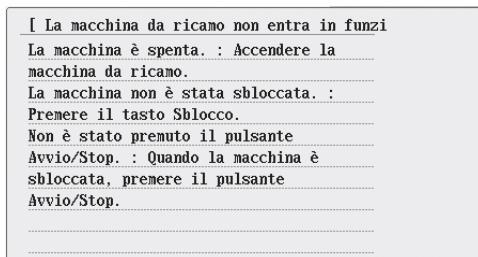 [ La macchina da ricamo non entra in funzi
La macchina è spenta. : Accendere la
macchina da ricamo.
La macchina non è stata sbloccata. :
Premere il tasto Sblocco.
Non è stato premuto il pulsante
Avvio/Stop. : Quando la macchina è
sbloccata, premere il pulsante
Avvio/Stop.